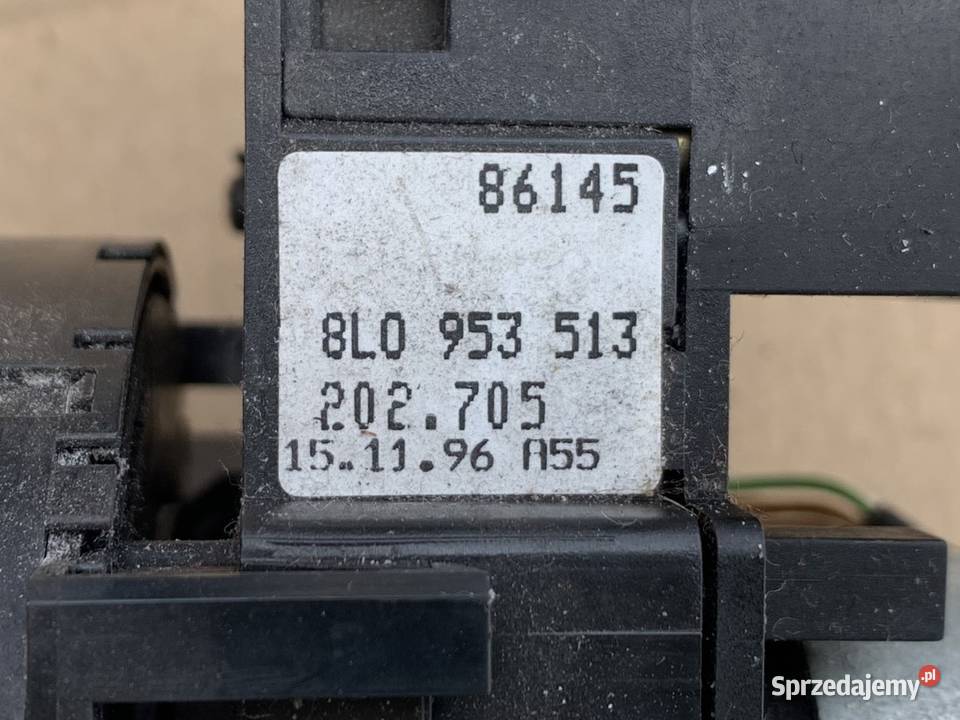 86145
8L0 953 513
202.705
15.11.96 A55
Sprzedajemy.pl